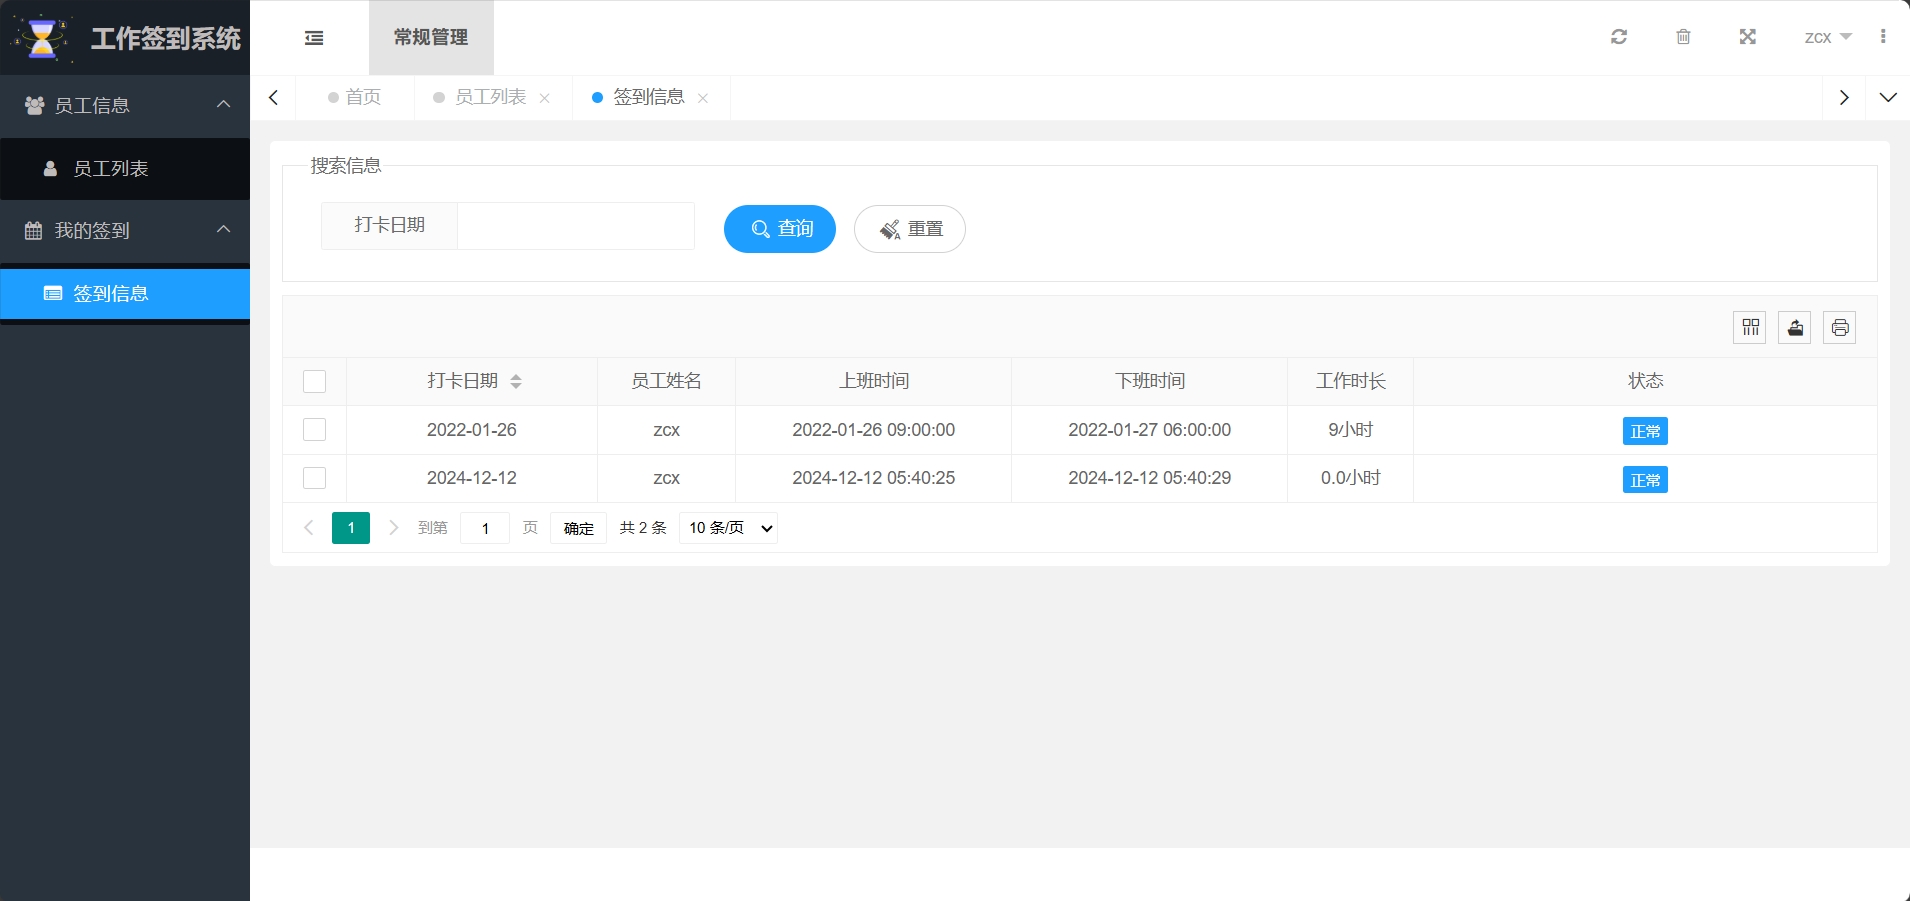 工作签到系统
常规管理
zcx
员工信息
员工列表
我的签到
签到信息
首页
员工列表
签到信息
搜索信息
打卡日期
查询
重置
打卡日期 员工姓名 上班时间 下班时间 工作时长 状态
2022-01-26 zcx 2022-01-26 09:00:00 2022-01-27 06:00:00 9小时 正常
2024-12-12 zcx 2024-12-12 05:40:25 2024-12-12 05:40:29 0.0小时 正常
1 到第 1 页 确定 共 2 条 10 条/页